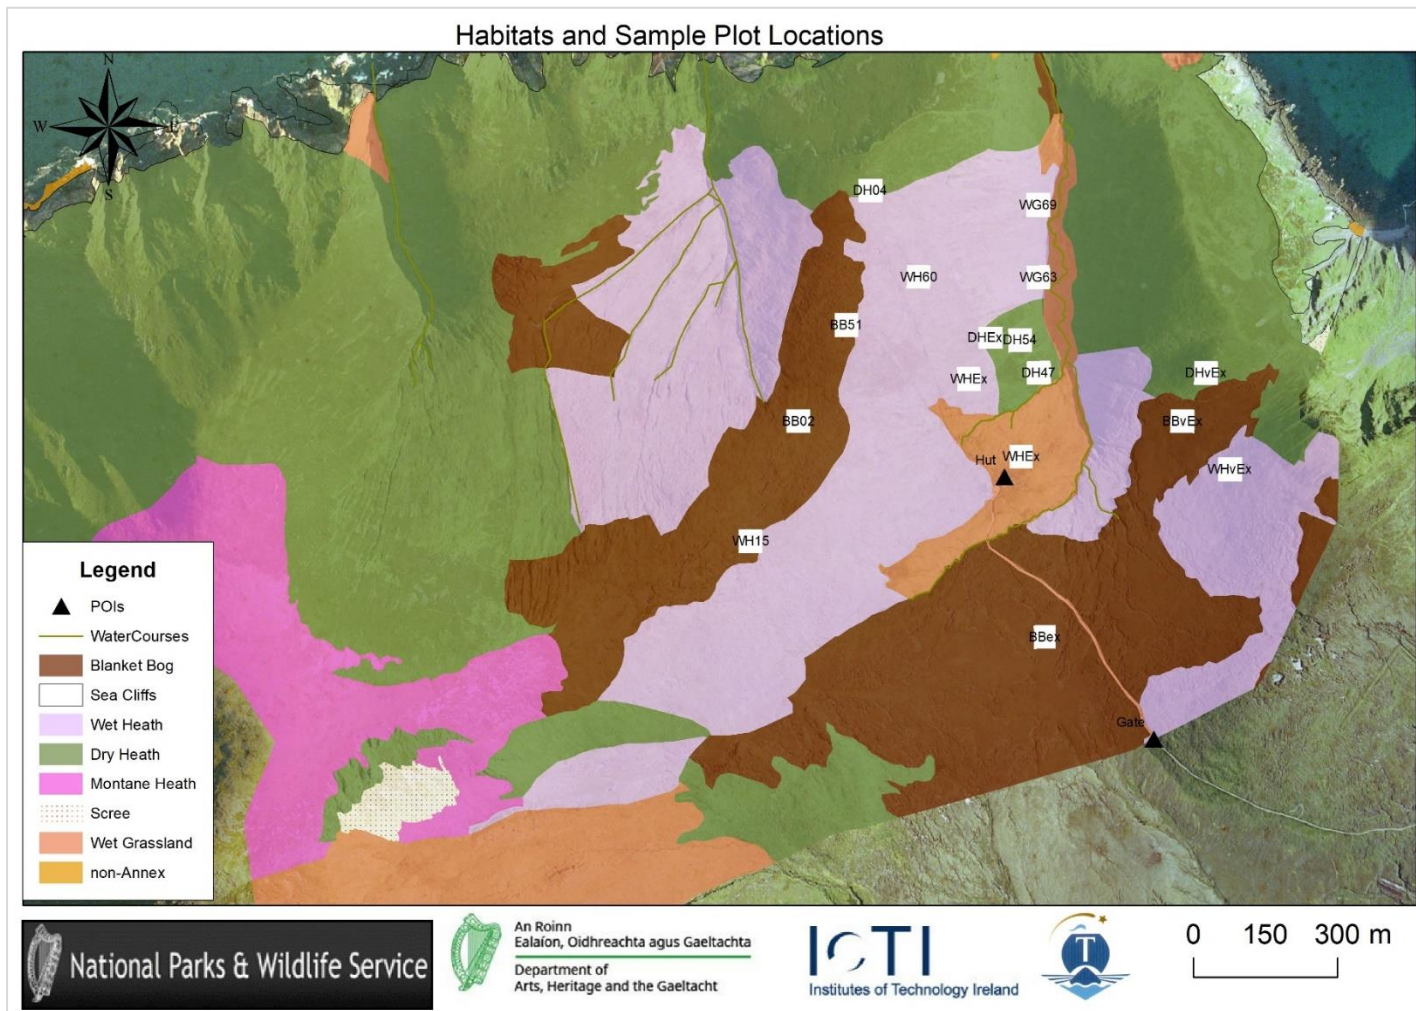 Habitats and Sample Plot Locations
N
W
E
S
DH04
WG69
WH60
WG63
BB51
DHEx
DH54
WHEx
DH47
DHvEx
BB02
BBvEx
Hut
WHEx
WHvEx
WH15
BBex
Gate
Legend
POIs
WaterCourses
Blanket Bog
Sea Cliffs
Wet Heath
Dry Heath
Montane Heath
Scree
Wet Grassland
non-Annex
National Parks & Wildlife Service
An Roinn
Ealaíon, Oidhreachta agus Gaeltachta
Department of
Arts, Heritage and the Gaeltacht
IOTI
Institutes of Technology Ireland
T
0 150 300 m